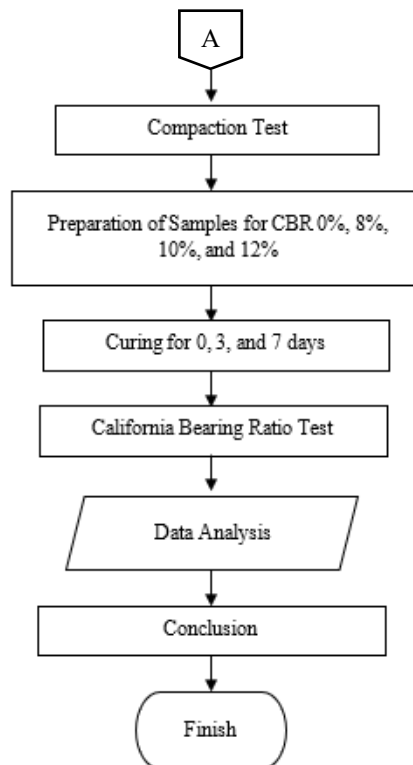 A
Compaction Test
Preparation of Samples for CBR 0%, 8%,
10%, and 12%
Curing for 0, 3, and 7 days
California Bearing Ratio Test
Data Analysis
Conclusion
Finish